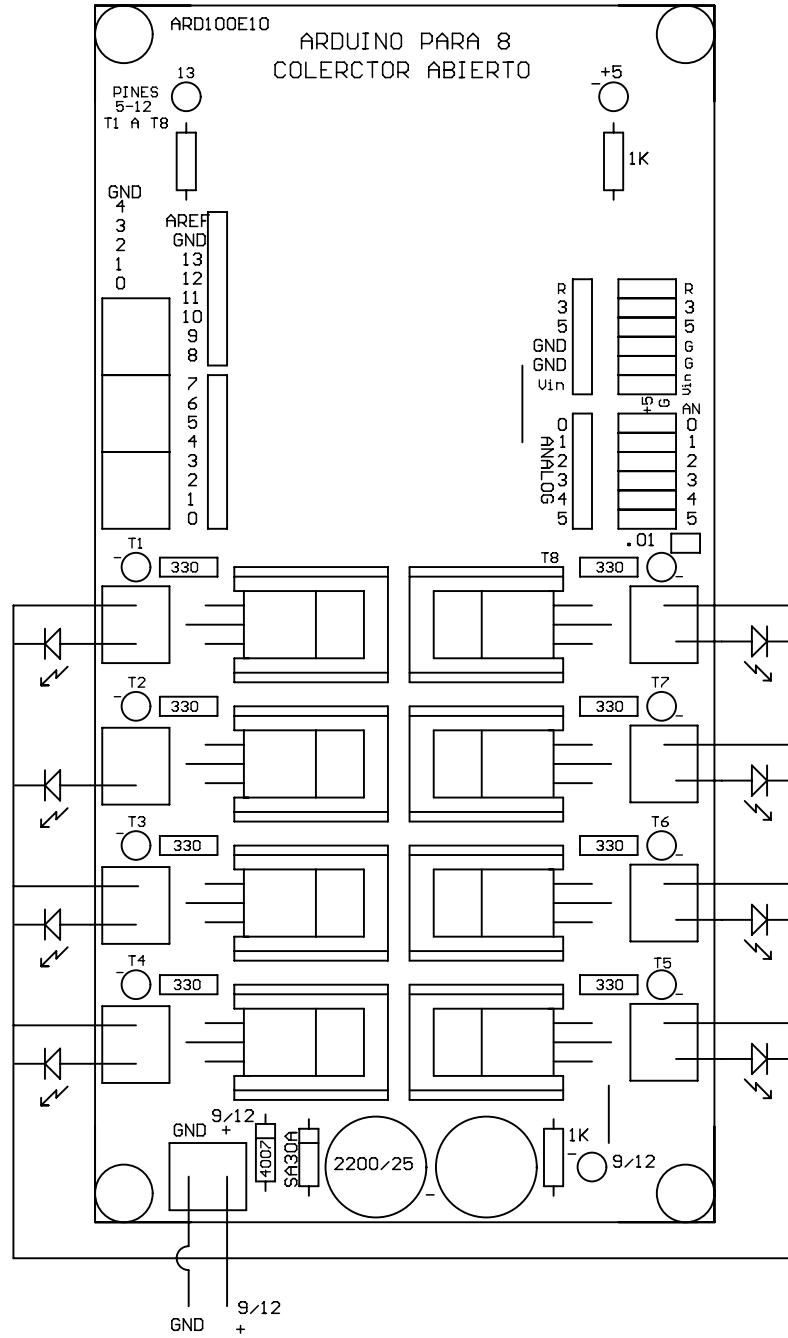 ARD100E10
ARDUINO PARA 8
COLERCTOR ABIERTO
13
+5
PINES
5-12
T1 A T8
1K
GND
4
3
2
1
0
AREF
GND
13
12
11
10
9
8
7
6
5
4
3
2
1
0
R
3
5
GND
GND
Vin
R
3
5
G
G
Vin
+5
G
AN
ANALOG
0
1
2
3
4
5
0
1
2
3
4
5
.01
T1
330
T8
330
T2
330
T7
330
T3
330
T6
330
T4
330
T5
330
GND
9/12
+
4007
SA30A
2200/25
1K
9/12
GND
9/12
+